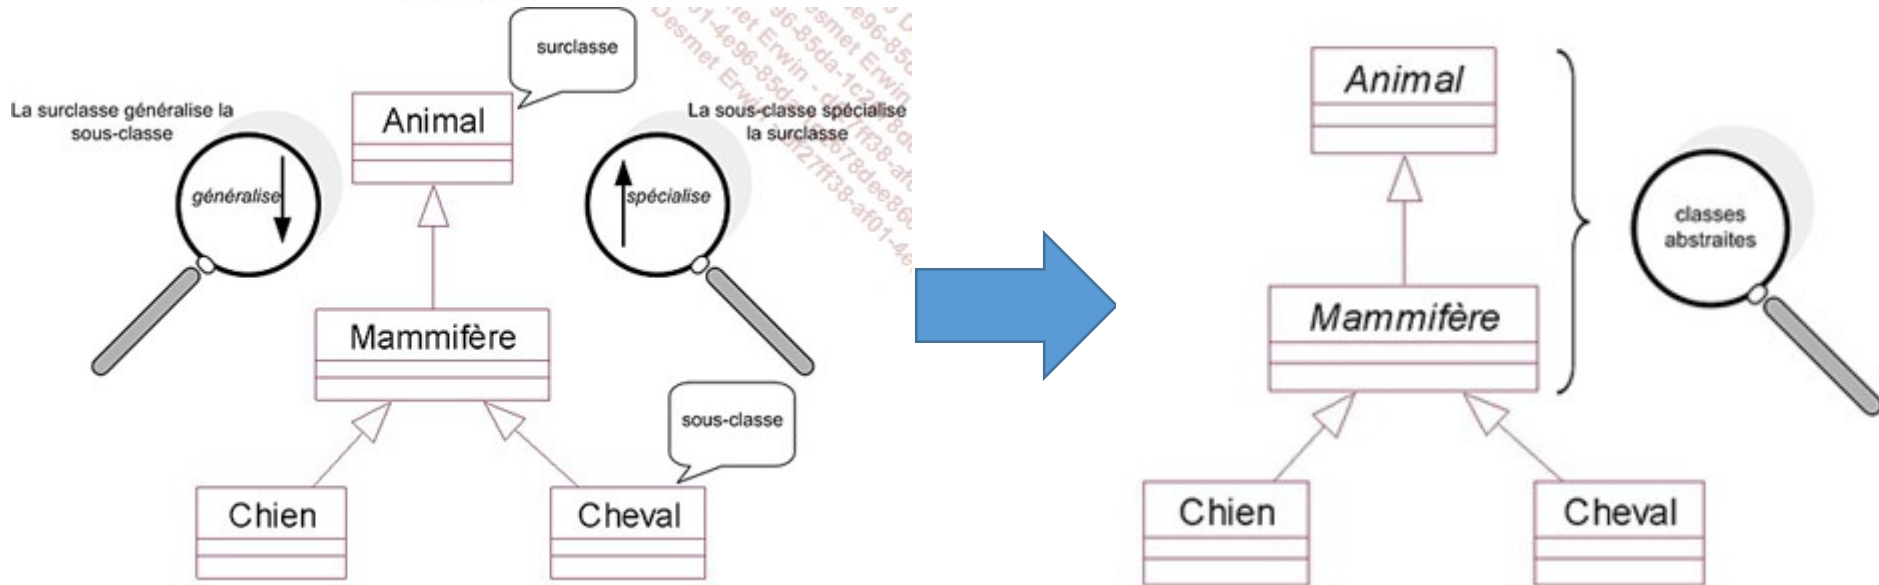 surclasse
La surclasse généralise la
sous-classe
Animal
La sous-classe spécialise
la surclasse
généralise
spécialise
Mammifère
sous-classe
Chien
Cheval
Animal
classes
abstraites
Mammifère
Chien
Cheval